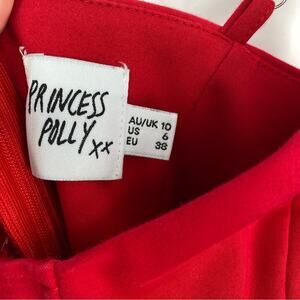 PRINCESS
POLLY xx
AU/UK 10
US 6
EU 38